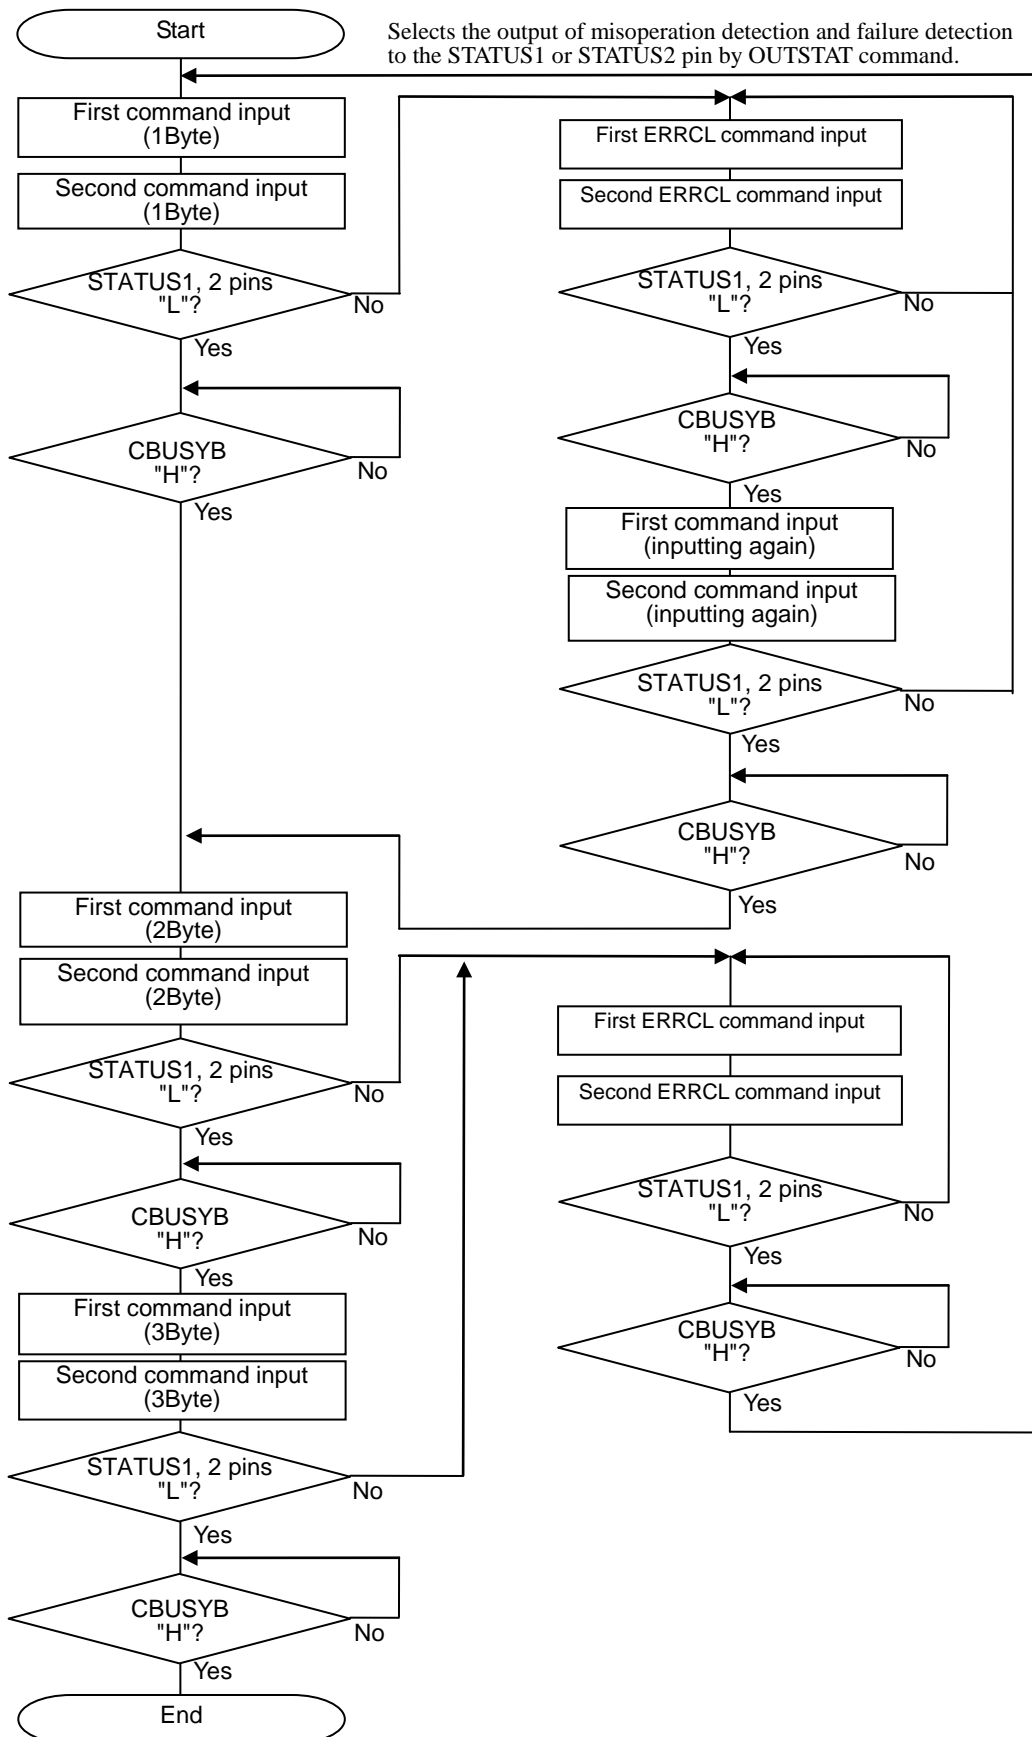 Start
Selects the output of misoperation detection and failure detection
to the STATUS1 or STATUS2 pin by OUTSTAT command.
First command input
(1Byte)
Second command input
(1Byte)
STATUS1, 2 pins
"L"?
No
Yes
CBUSYB
"H"?
No
Yes
First ERRCL command input
Second ERRCL command input
STATUS1, 2 pins
"L"?
No
Yes
CBUSYB
"H"?
No
Yes
First command input
(inputting again)
Second command input
(inputting again)
STATUS1, 2 pins
"L"?
No
Yes
CBUSYB
"H"?
No
Yes
First command input
(2Byte)
Second command input
(2Byte)
STATUS1, 2 pins
"L"?
No
Yes
CBUSYB
"H"?
No
Yes
First command input
(3Byte)
Second command input
(3Byte)
STATUS1, 2 pins
"L"?
No
Yes
CBUSYB
"H"?
No
Yes
End
First ERRCL command input
Second ERRCL command input
STATUS1, 2 pins
"L"?
No
Yes
CBUSYB
"H"?
No
Yes